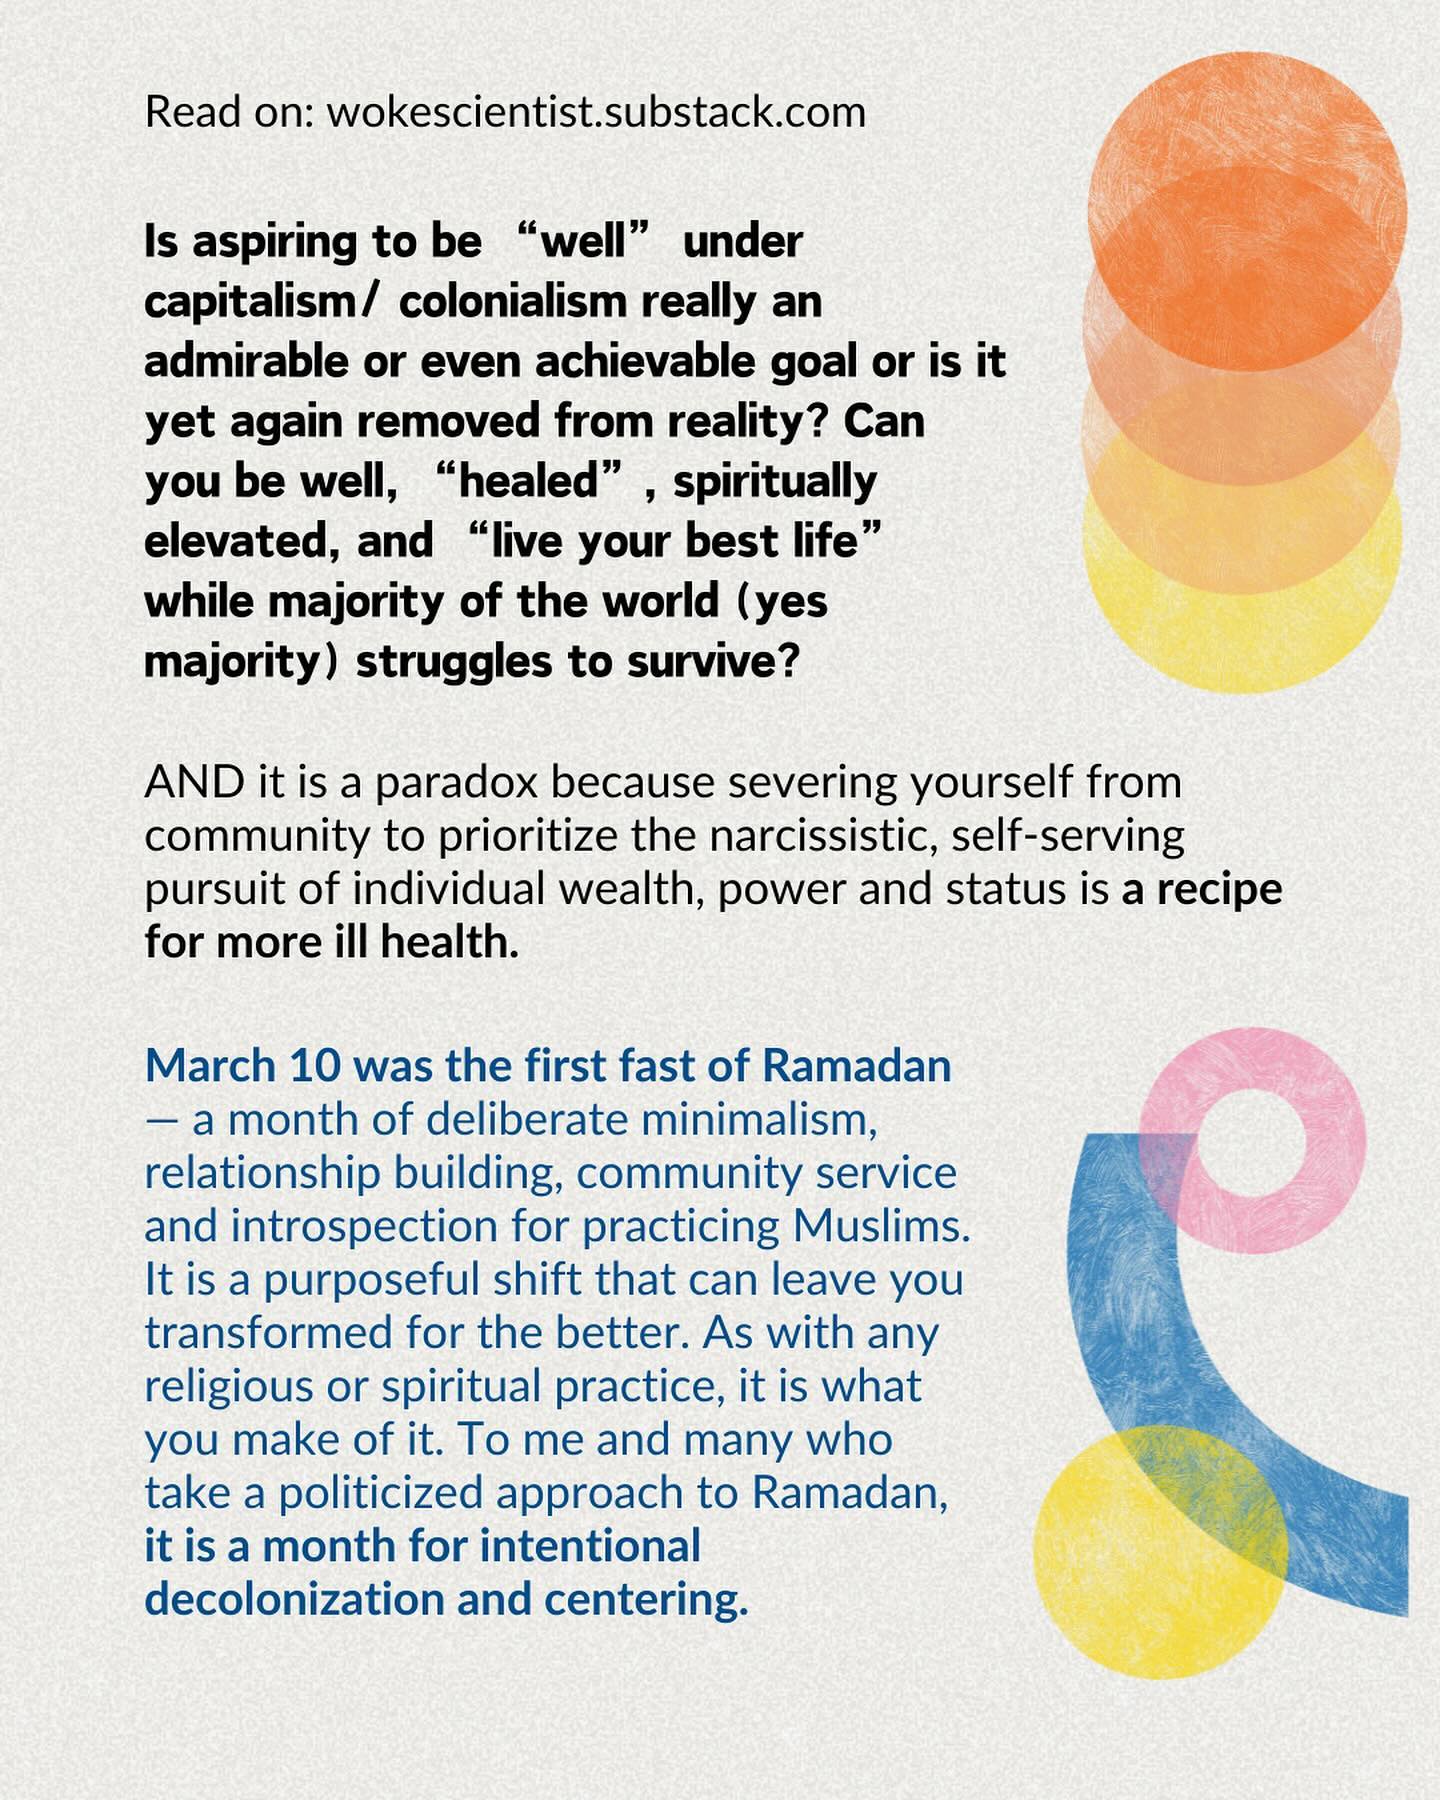 Read on: wokescientist.substack.com
Is aspiring to be “well” under
capitalism/ colonialism really an
admirable or even achievable goal or is it
yet again removed from reality? Can
you be well, “healed” , spiritually
elevated, and “live your best life”
while majority of the world (yes
majority) struggles to survive?
AND it is a paradox because severing yourself from
community to prioritize the narcissistic, self-serving
pursuit of individual wealth, power and status is a recipe
for more ill health.
March 10 was the first fast of Ramadan
— a month of deliberate minimalism,
relationship building, community service
and introspection for practicing Muslims.
It is a purposeful shift that can leave you
transformed for the better. As with any
religious or spiritual practice, it is what
you make of it. To me and many who
take a politicized approach to Ramadan,
it is a month for intentional
decolonization and centering.